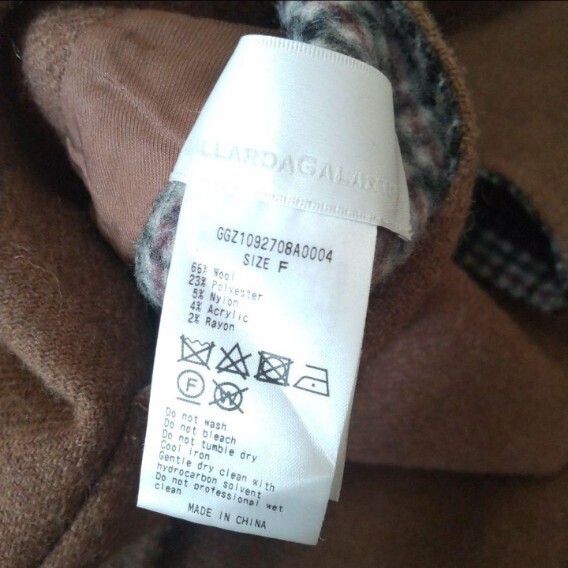 LLARDAGALA
GGZ1092708A0004
SIZE F
66% Wool
23% Polyester
5% Nylon
4% Acrylic
2% Rayon
F W
Do not wash
Do not bleach
Do not tumble dry
Cool iron
Gentle dry clean with
hydrocarbon solvent
Do not professional wet
clean
MADE IN CHINA